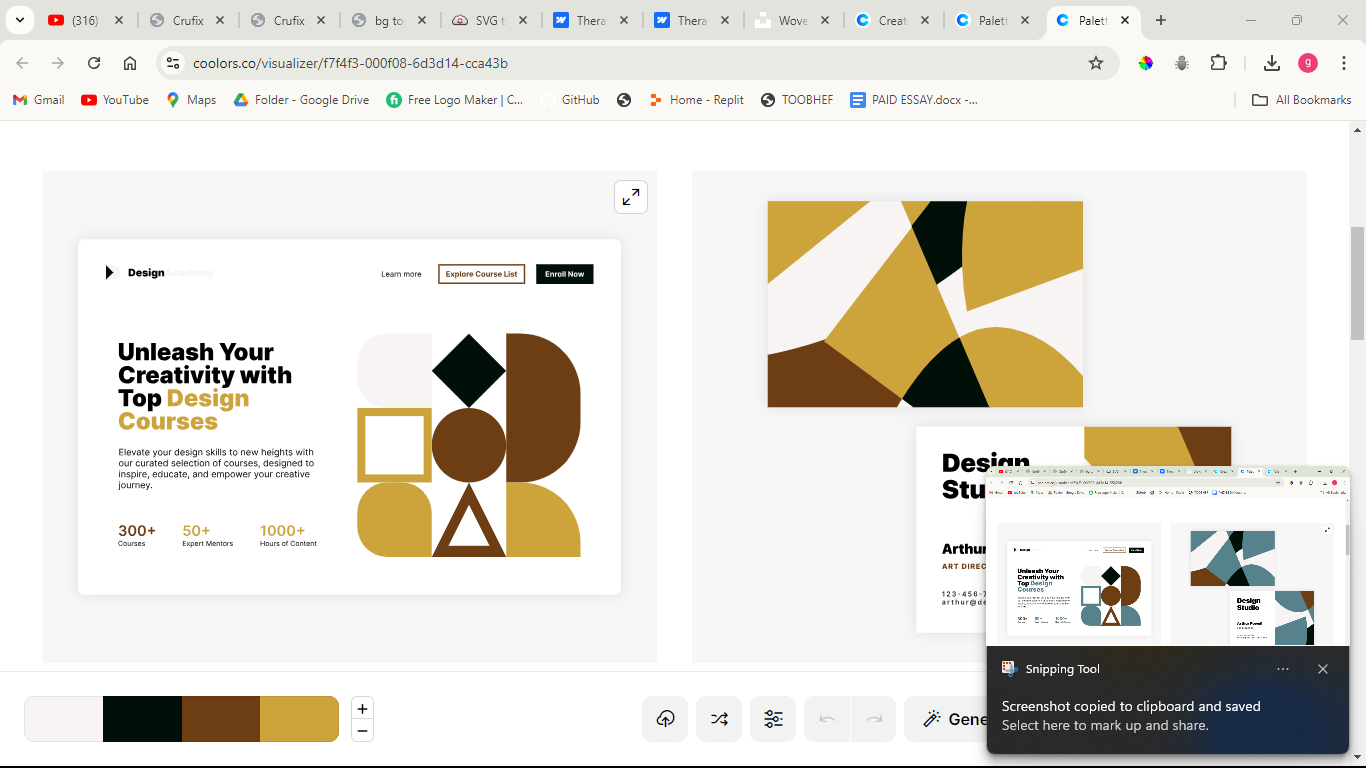 (316)
Crufix
Crufix
bg to
SVG t
Thera
Thera
Wove
Creat
Palett
Palett
coolors.co/visualizer/f7f4f3-000f08-6d3d14-cca43b
g
Gmail
YouTube
Maps
Folder - Google Drive
Free Logo Maker | C...
GitHub
Home - Replit
TOOBHEF
PAID ESSAY.docx -...
All Bookmarks
DesignAcademy
Learn more
Explore Course List
Enroll Now
Unleash Your
Creativity with
Top Design
Courses
Elevate your design skills to new heights with
our curated selection of courses, designed to
inspire, educate, and empower your creative
journey.
300+
Courses
50+
Expert Mentors
1000+
Hours of Content
Design
Stu
Arthur
ART DIREC
123-456-7
arthur@de
Unleash Your
Creativity with
Top Design
Courses
Design
Studio
Arthur Powell
Gene
Snipping Tool
Screenshot copied to clipboard and saved
Select here to mark up and share.